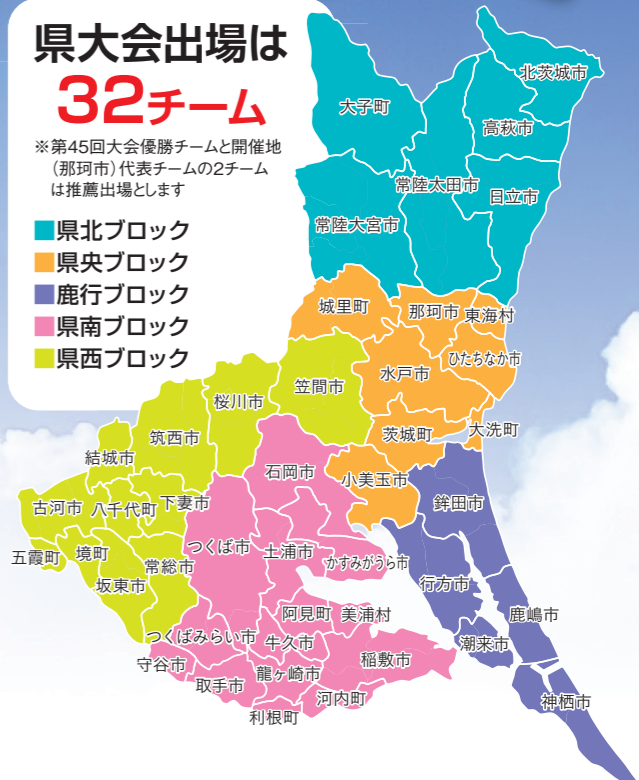 県大会出場は
32チーム
※第45回大会優勝チームと開催地
（那珂市）代表チームの2チーム
は推薦出場とします
県北ブロック
県央ブロック
鹿行ブロック
県南ブロック
県西ブロック
北茨城市
大子町
高萩市
常陸太田市
日立市
常陸大宮市
城里町
那珂市
東海村
ひたちなか市
水戸市
笠間市
桜川市
茨城町
大洗町
筑西市
結城市
石岡市
小美玉市
鉾田市
古河市
八千代町
下妻市
つくば市
土浦市
かすみがうら市
五霞町
境町
常総市
坂東市
行方市
阿見町
美浦村
鹿嶋市
つくばみらい市
牛久市
潮来市
守谷市
稲敷市
取手市
龍ヶ崎市
河内町
神栖市
利根町